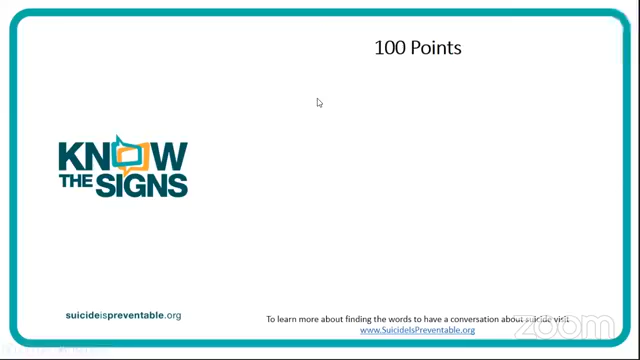 100 Points
KNOW
THE SIGNS
suicideispreventable.org
To learn more about finding the words to have a conversation about suicide visit
www.SuicideIsPreventable.org
zoom